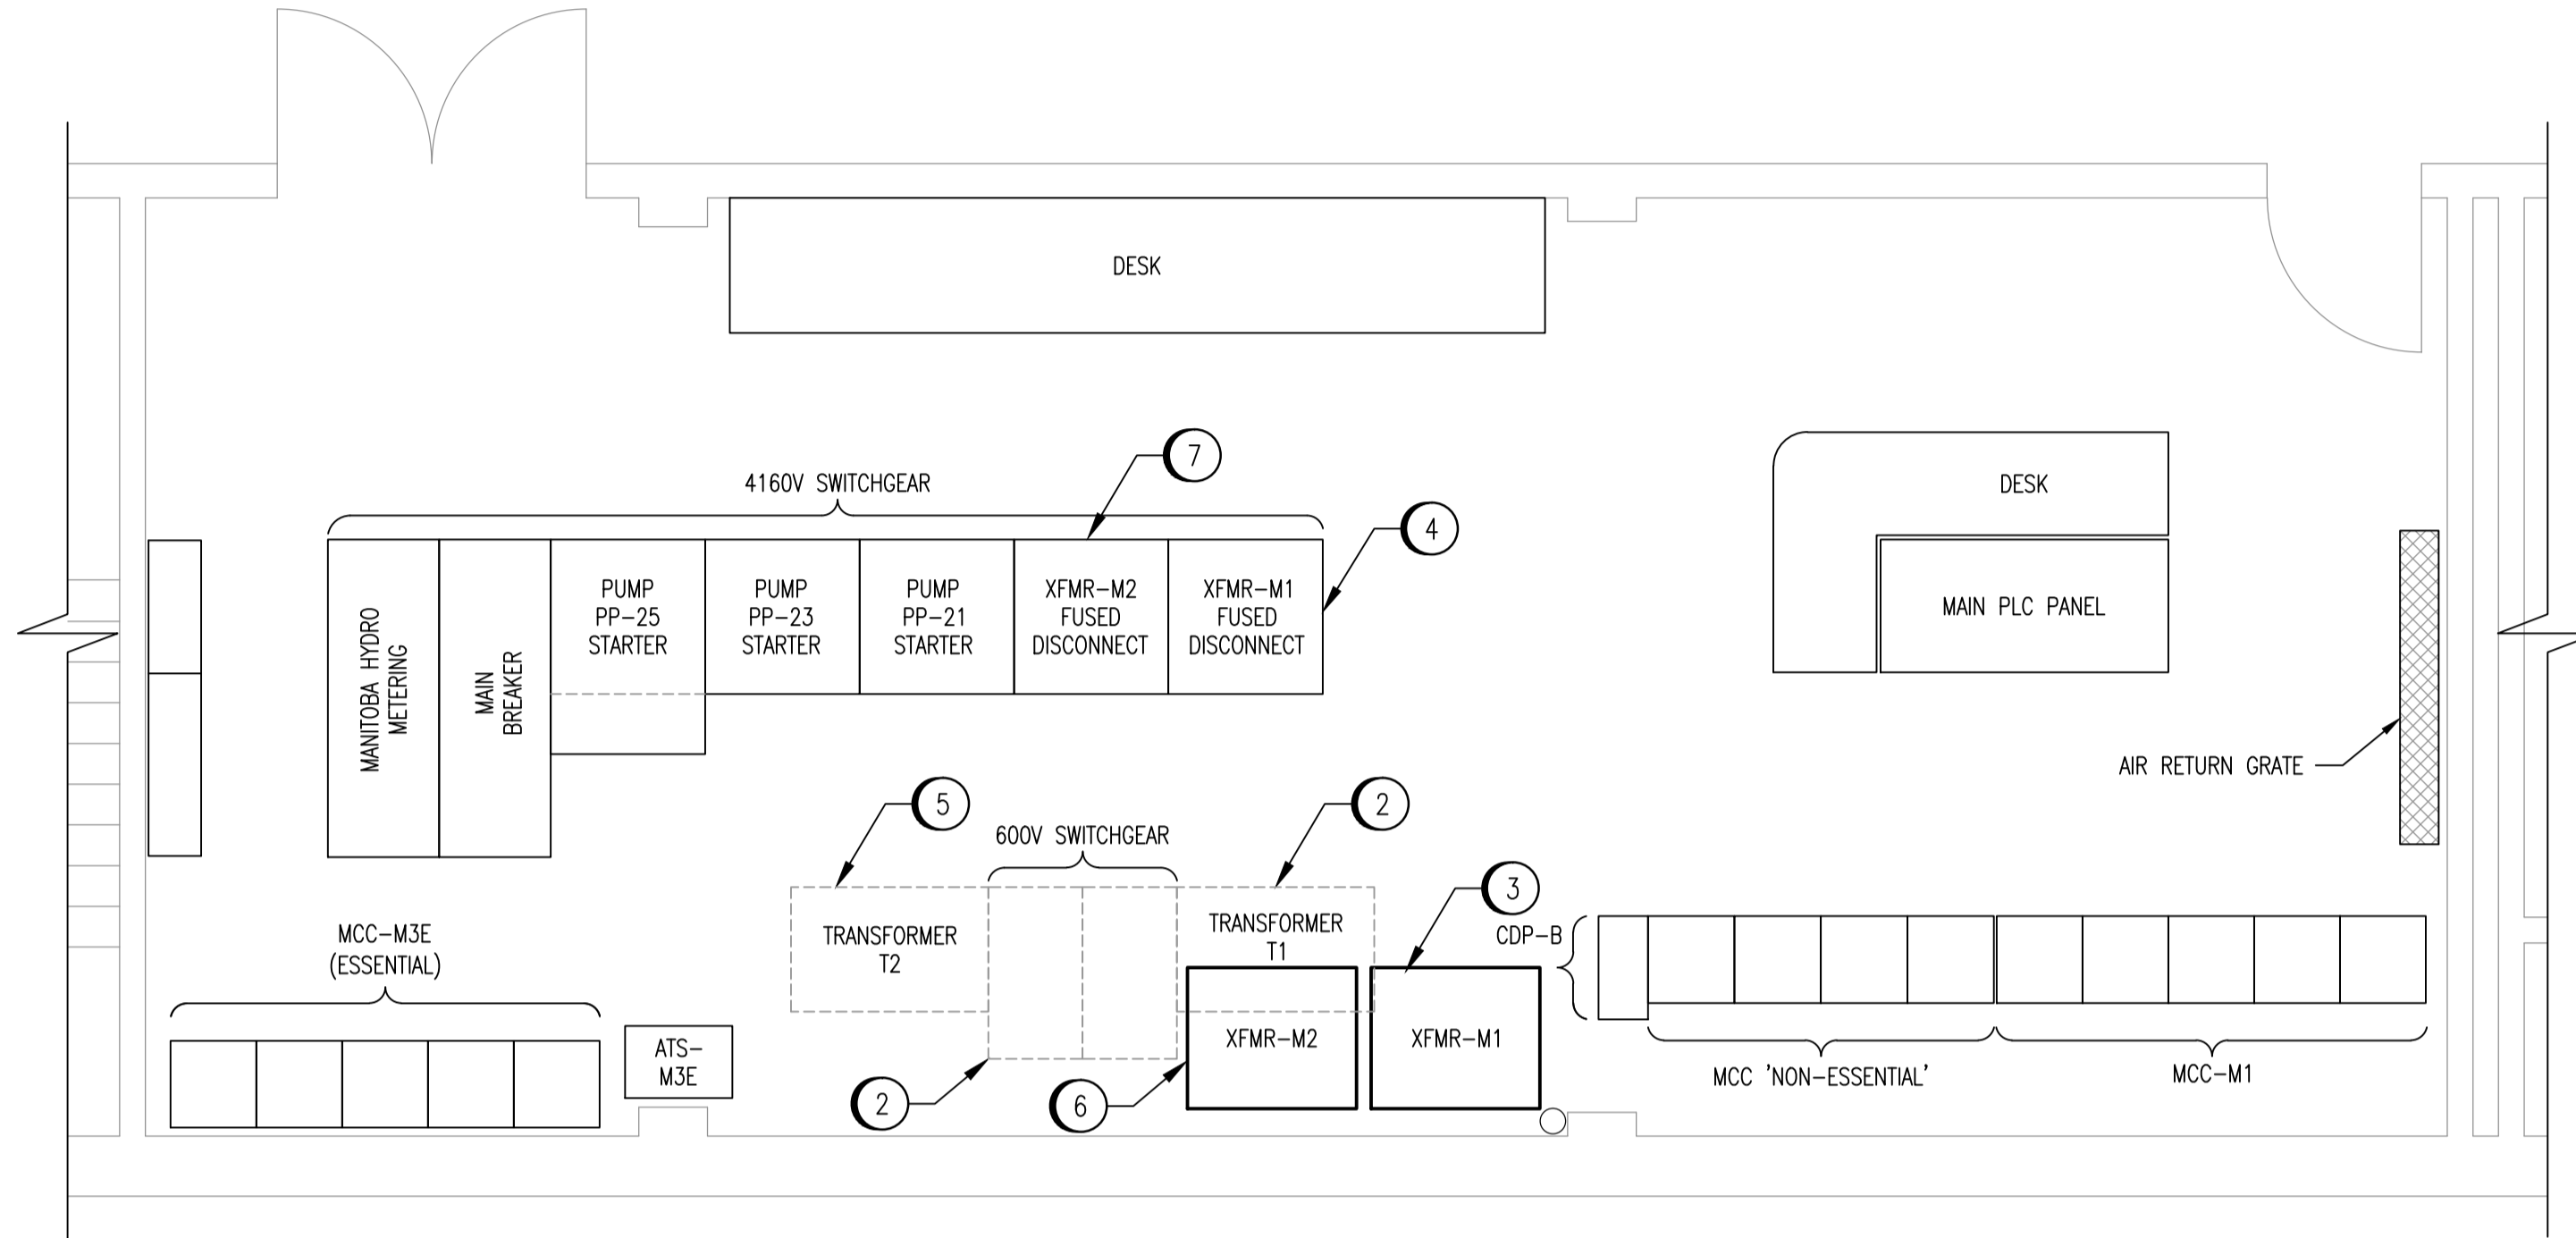 DESK
7
4160V SWITCHGEAR
4
DESK
MANITOBA HYDRO
METERING
MAIN
BREAKER
PUMP
PP-25
STARTER
PUMP
PP-23
STARTER
PUMP
PP-21
STARTER
XFMR-M2
FUSED
DISCONNECT
XFMR-M1
FUSED
DISCONNECT
MAIN PLC PANEL
AIR RETURN GRATE
5
600V SWITCHGEAR
2
3
MCC-M3E
(ESSENTIAL)
TRANSFORMER
T2
TRANSFORMER
T1
CDP-B
ATS-
M3E
XFMR-M2
XFMR-M1
2
6
MCC 'NON-ESSENTIAL'
MCC-M1